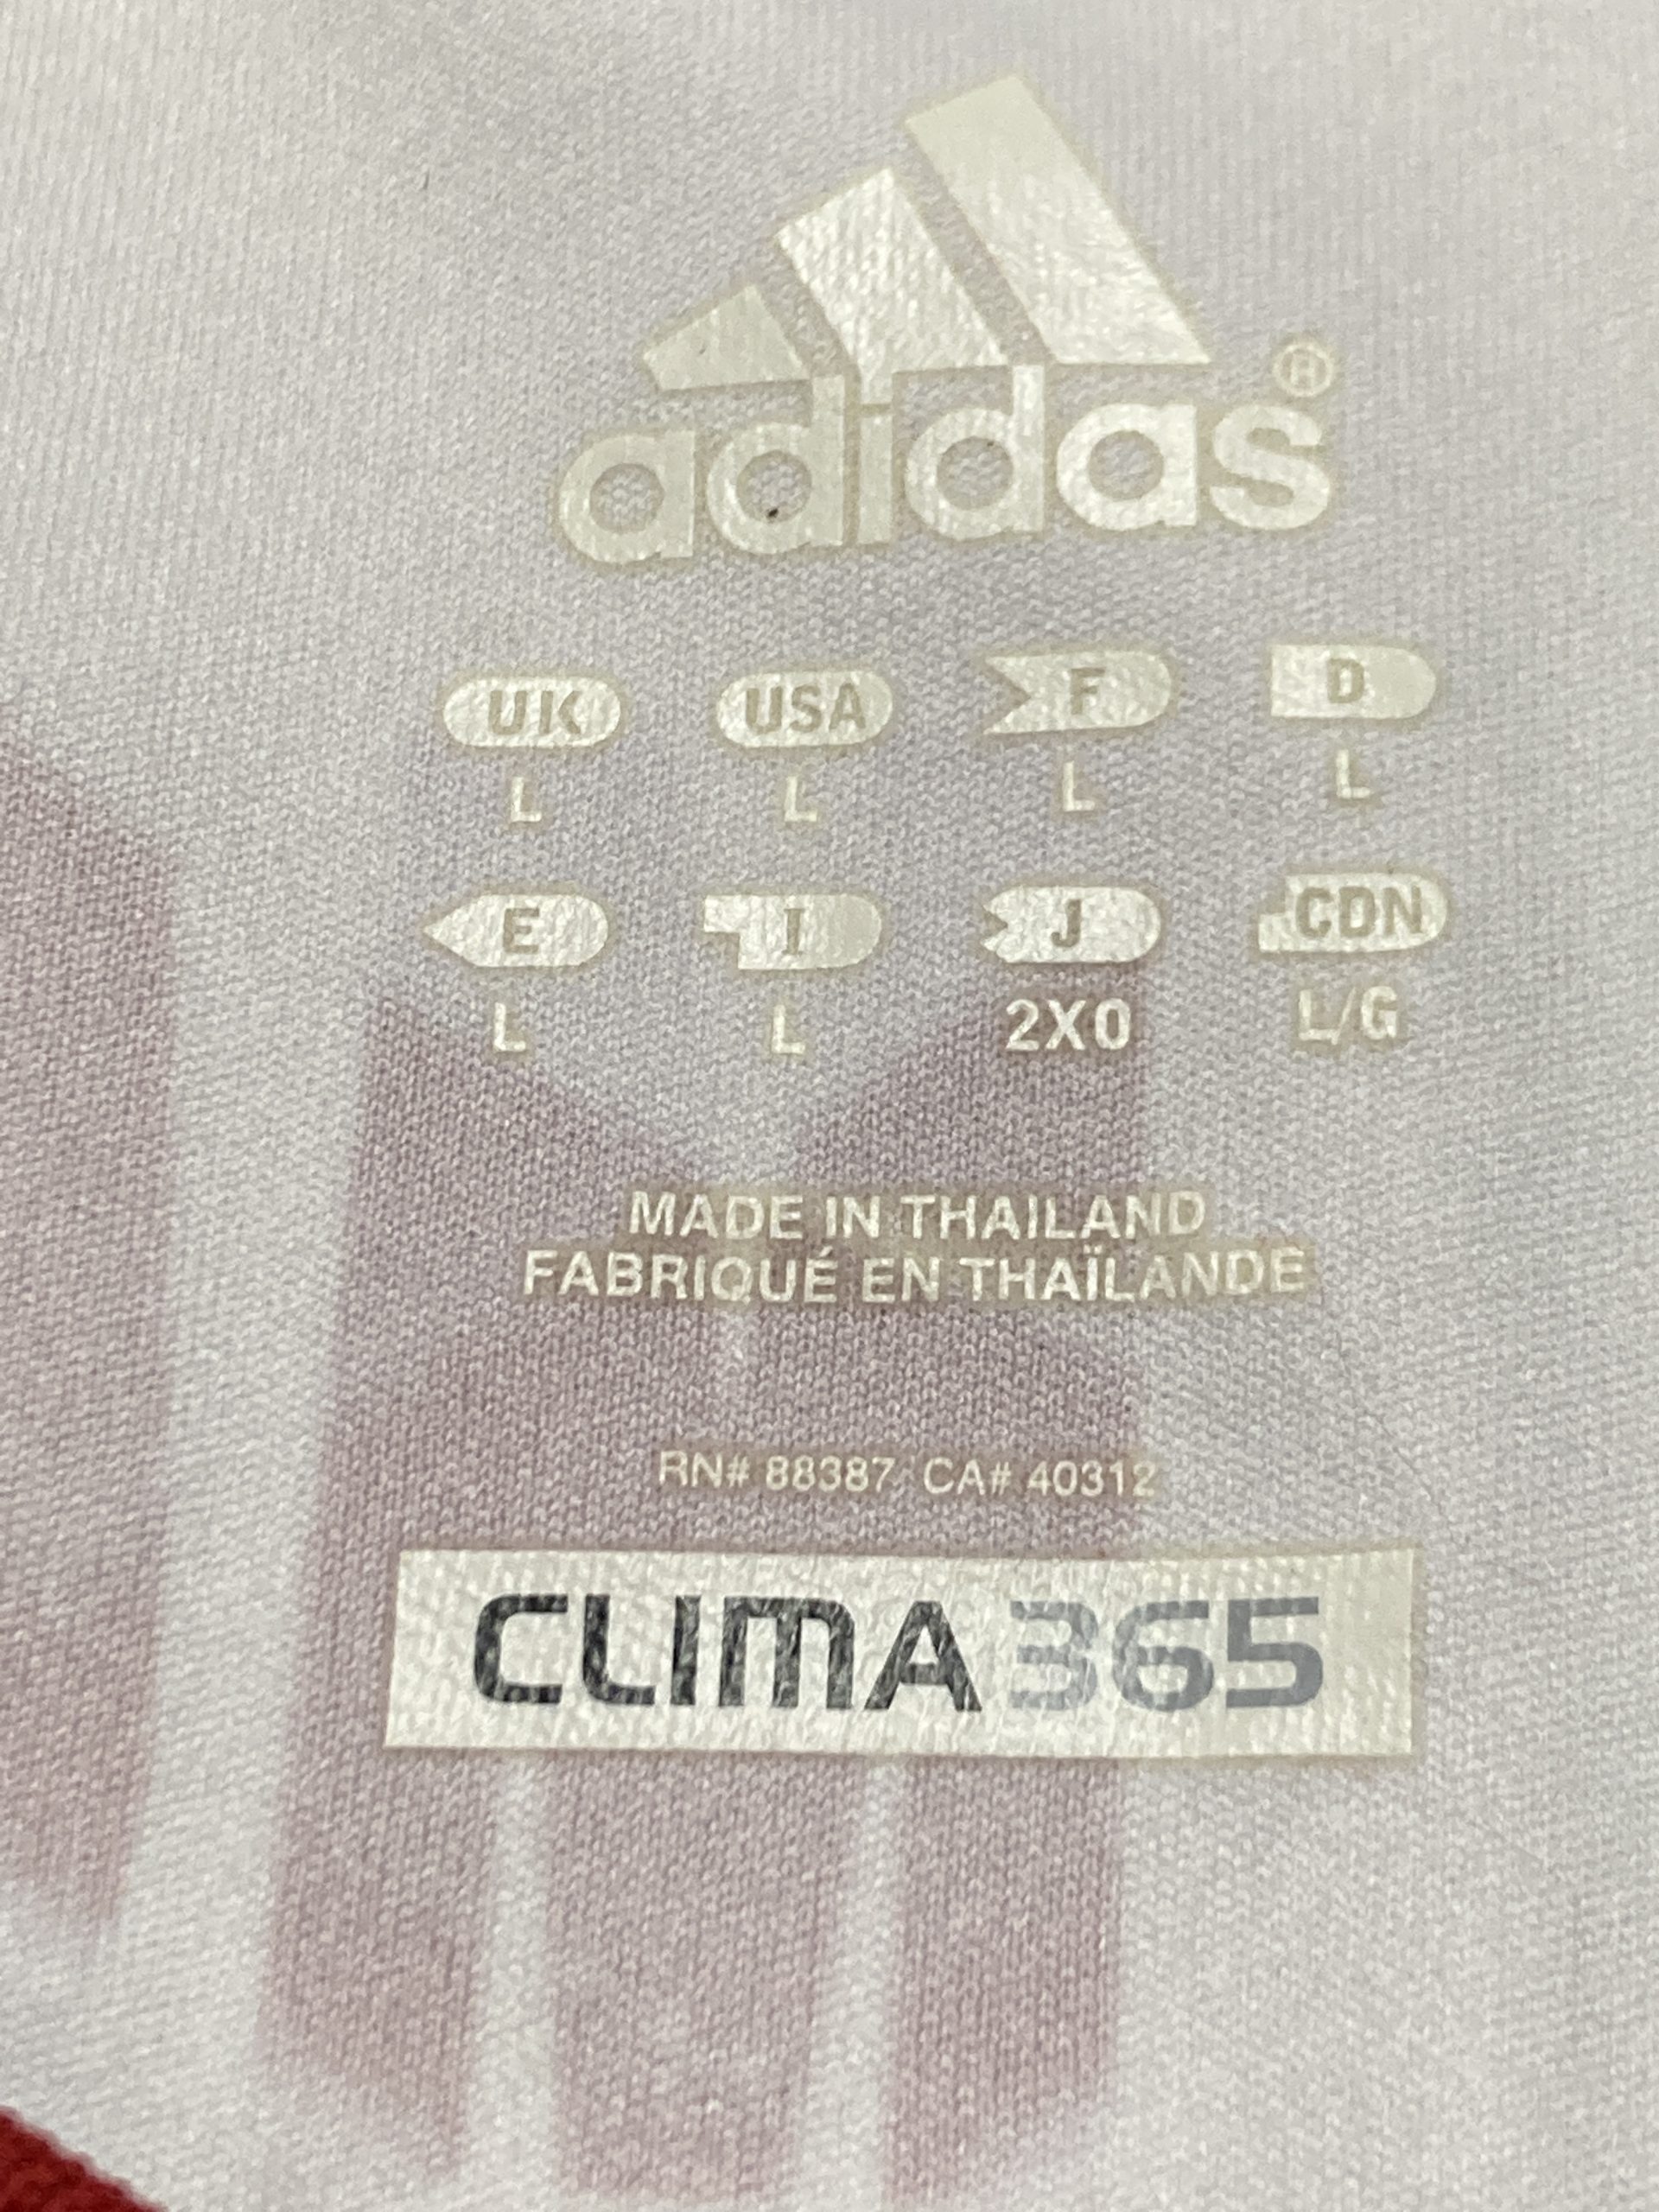 adidas®
UK USA F D
L L L L
E I J CDN
L L 2X0 L/G
MADE IN THAILAND
FABRIQUÉ EN THAÏLANDE
RN# 88387 CA# 40312
CLIMA365